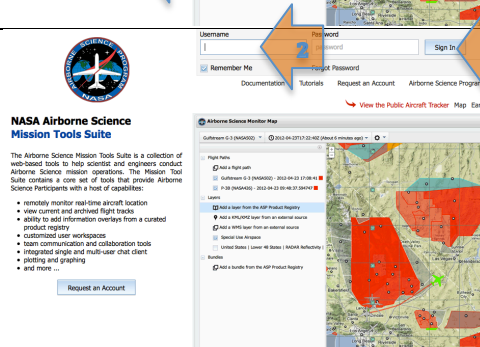 Username
Password
2
password
Sign In
Remember Me
Forgot Password
Documentation Tutorials Request an Account Airborne Science Program
View the Public Aircraft Tracker Map Ear
AIRBORNE SCIENCE PROGRAM
NASA
NASA Airborne Science
Mission Tools Suite
The Airborne Science Mission Tools Suite is a collection of
web-based tools to help scientist and engineers conduct
Airborne Science mission operations. The Mission Tool
Suite contains a core set of tools that provide Airborne
Science Participants with a host of capabilites:
remotely monitor real-time aircraft location
view current and archived flight tracks
ability to add information overlays from a curated
product registry
customized user workspaces
team communication and collaboration tools
integrated single and multi-user chat client
plotting and graphing
and more ...
Request an Account
Airborne Science Monitor Map
Gulfstream G-3 (NASA502) 2012-04-23T17:22:40Z (About 6 minutes ago)
Flight Paths
Add a flight path
Gulfstream G-3 (NASA502) - 2012-04-23 17:08:41
P-3B (NASA426) - 2012-04-23 09:48:37.594747
Layers
Add a layer from the ASP Product Registry
Add a KML/KMZ layer from an external source
Add a WMS layer from an external source
Special Use Airspace
United States | Lower 48 States | RADAR Reflectivity |
Bundles
Add a bundle from the ASP Product Registry
Las Vegas